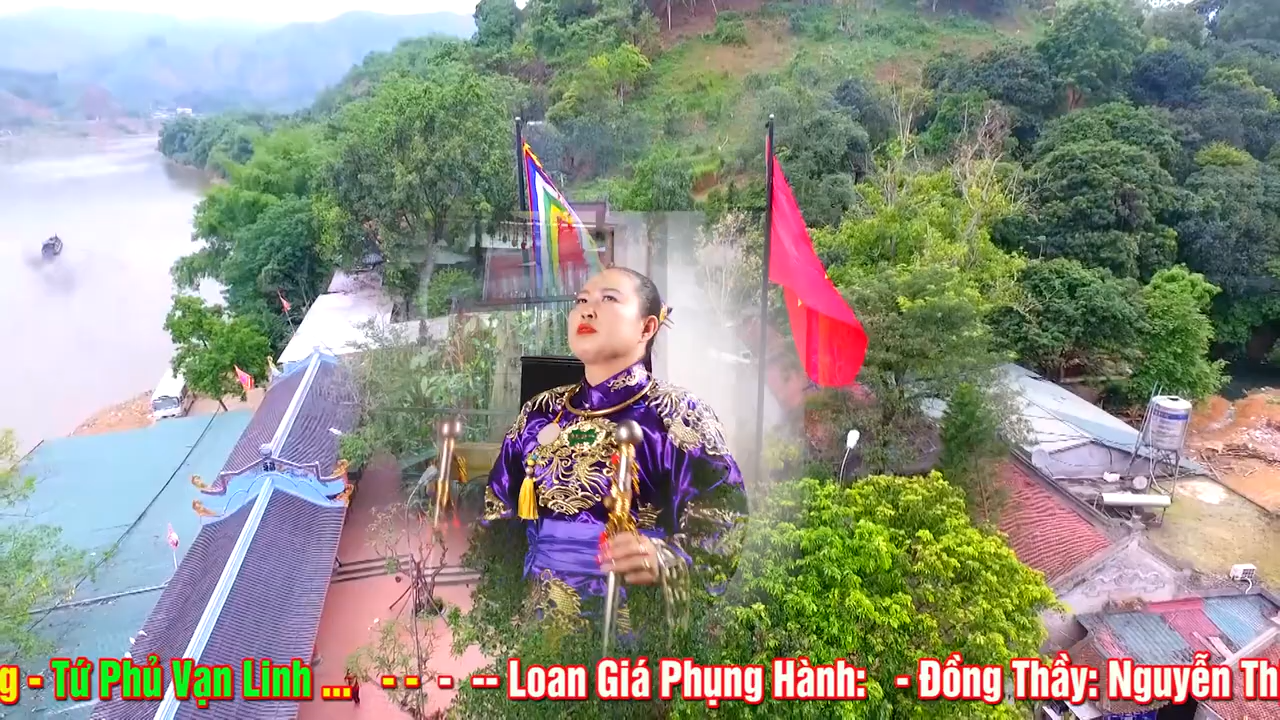 g - Tứ Phủ Vạn Linh ... - - - -- Loan Giá Phụng Hành: - Đồng Thầy: Nguyễn Th